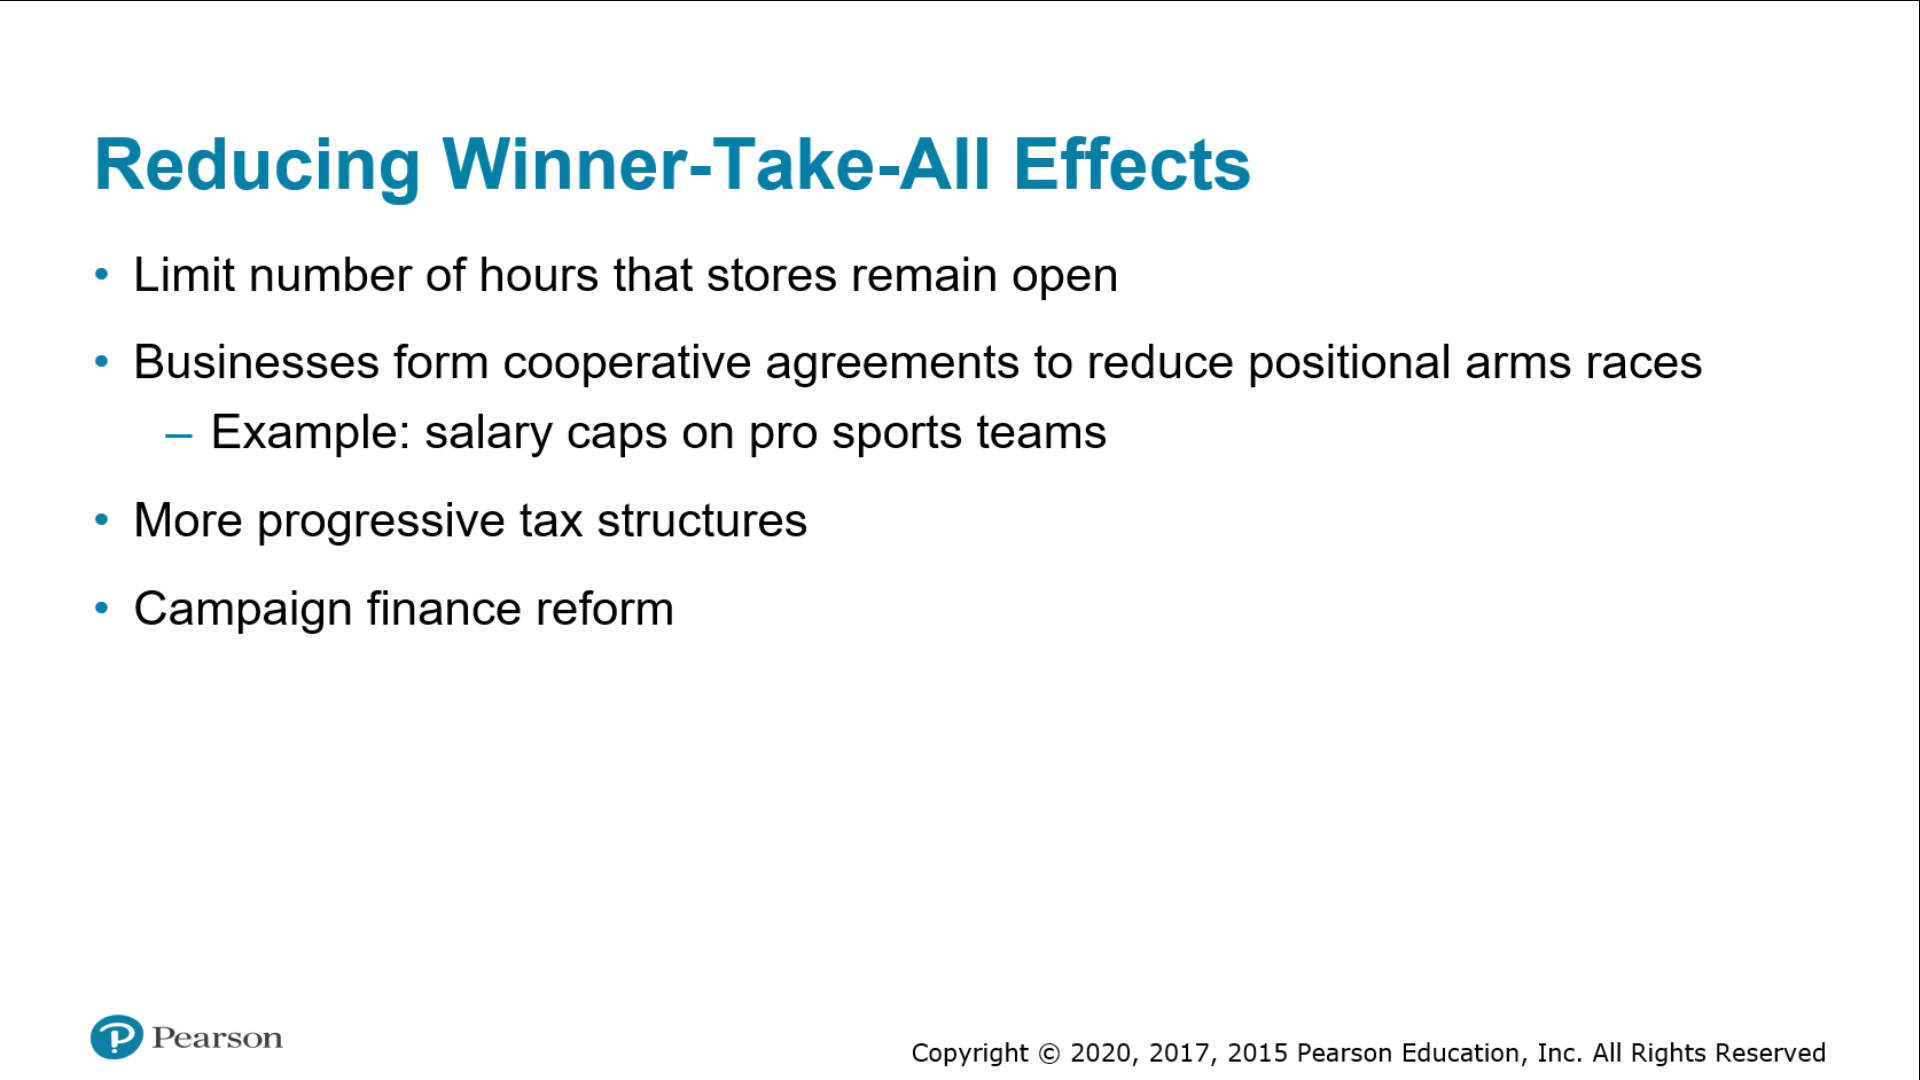 Reducing Winner-Take-All Effects
• Limit number of hours that stores remain open
• Businesses form cooperative agreements to reduce positional arms races
– Example: salary caps on pro sports teams
• More progressive tax structures
• Campaign finance reform
Pearson
Copyright © 2020, 2017, 2015 Pearson Education, Inc. All Rights Reserved